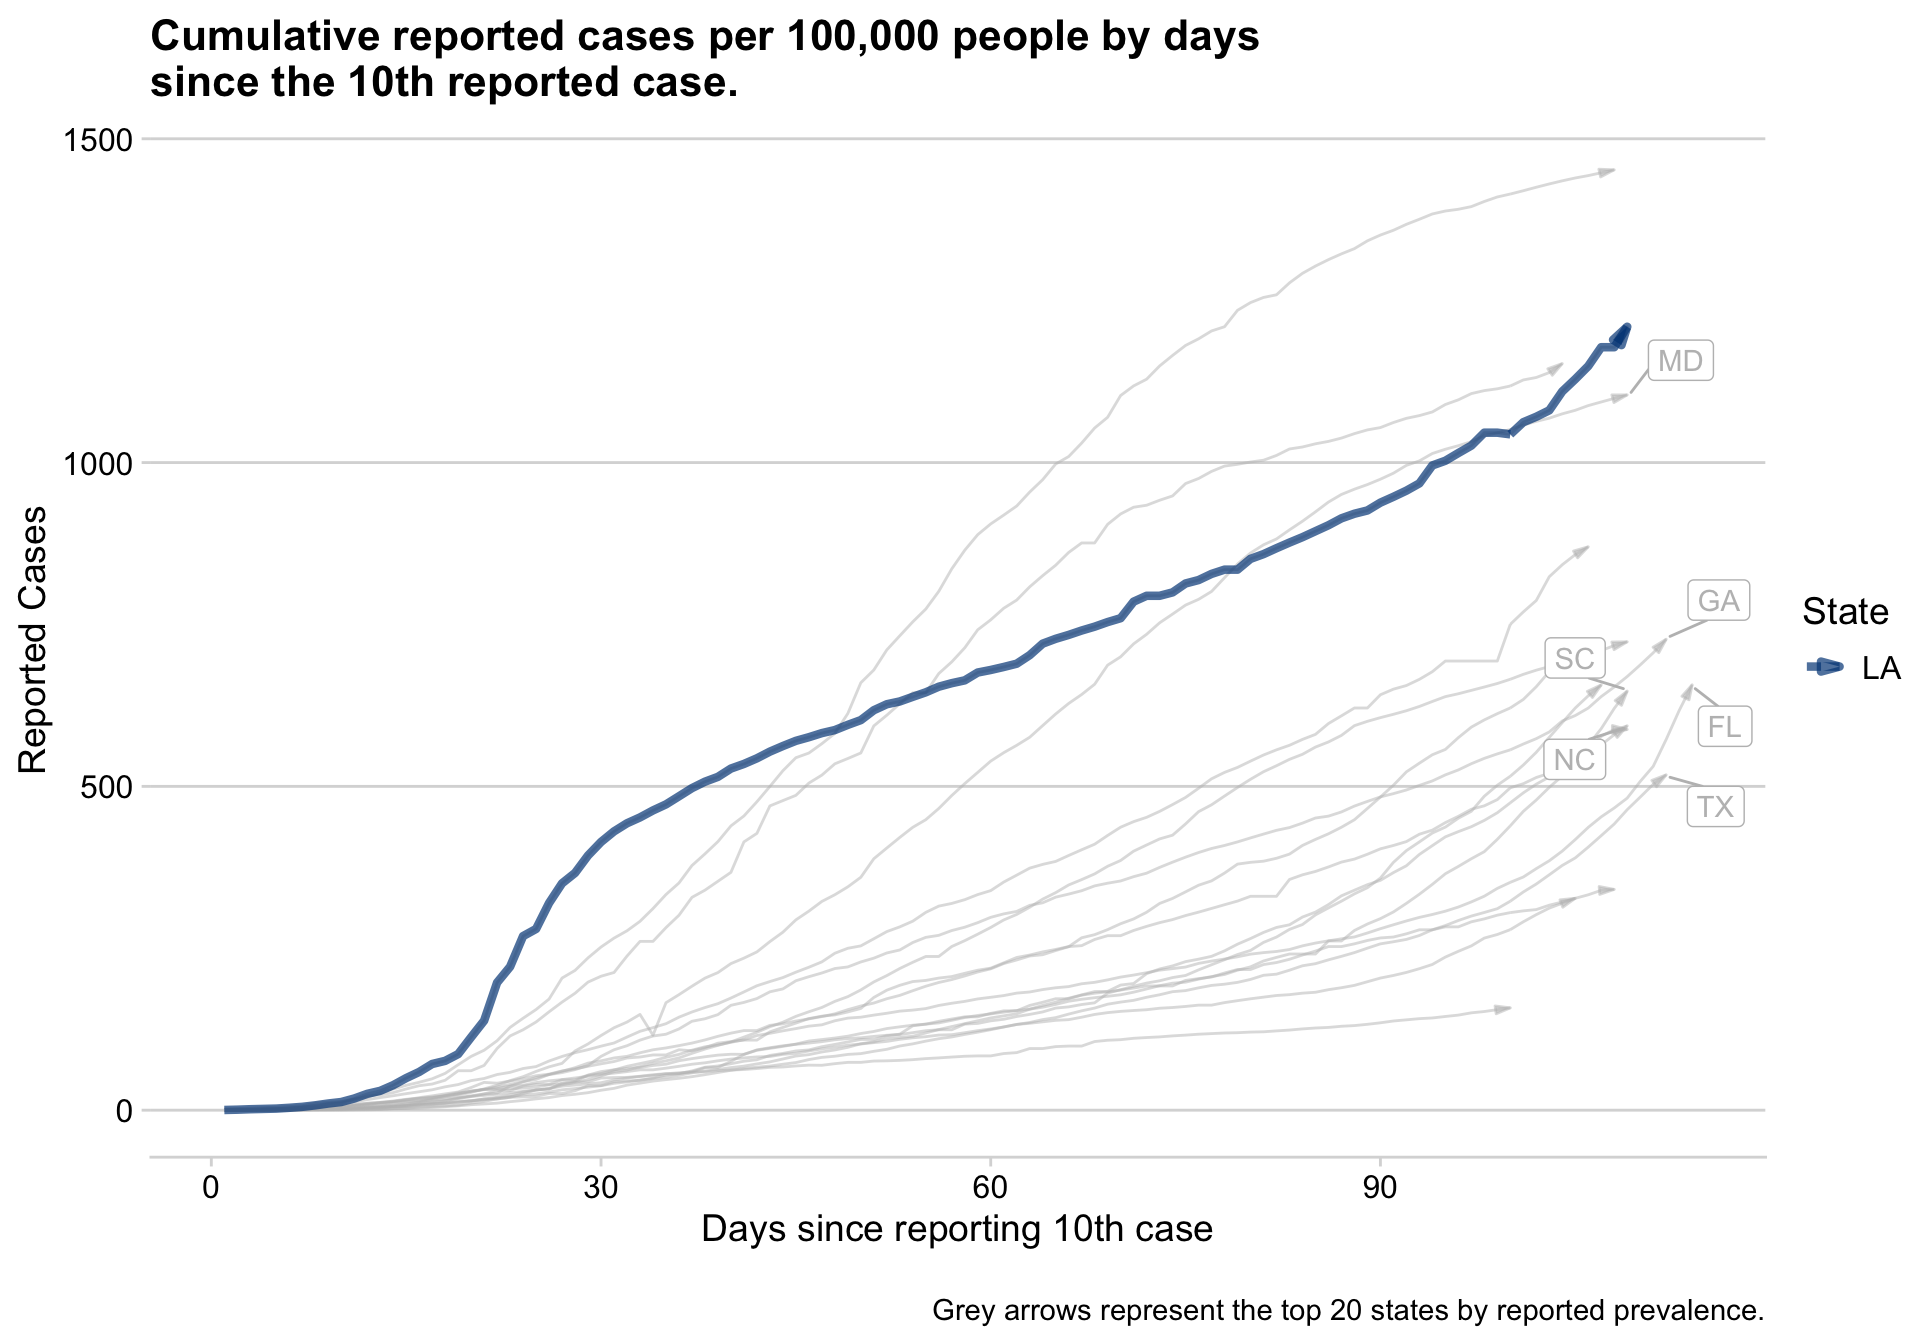 Cumulative reported cases per 100,000 people by days
since the 10th reported case.
1500
1000
500
0
Reported Cases
MD
GA
SC
FL
NC
TX
State
LA
0
30
60
90
Days since reporting 10th case
Grey arrows represent the top 20 states by reported prevalence.